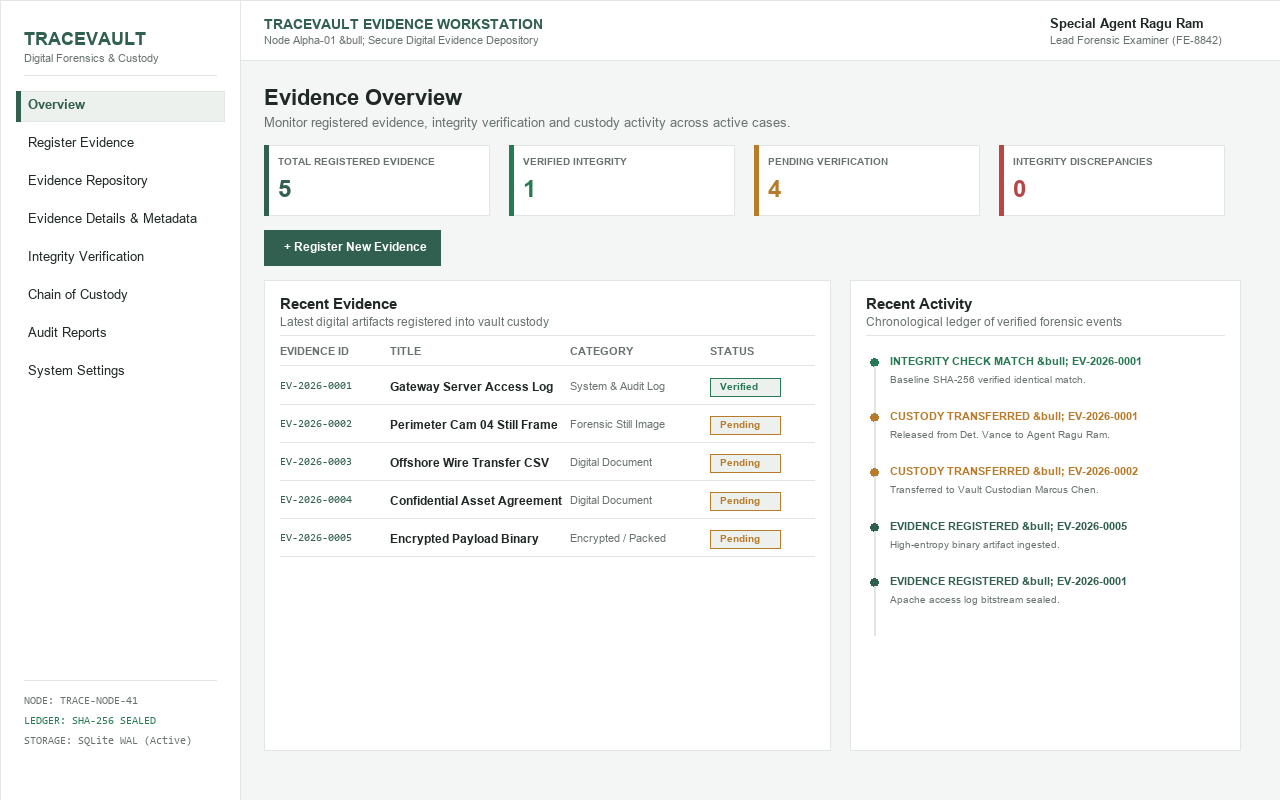 TRACEVAULT
Digital Forensics & Custody
Overview
Register Evidence
Evidence Repository
Evidence Details & Metadata
Integrity Verification
Chain of Custody
Audit Reports
System Settings
NODE: TRACE-NODE-41
LEDGER: SHA-256 SEALED
STORAGE: SQLite WAL (Active)
TRACEVAULT EVIDENCE WORKSTATION
Node Alpha-01 &bull; Secure Digital Evidence Depository
Special Agent Ragu Ram
Lead Forensic Examiner (FE-8842)
Evidence Overview
Monitor registered evidence, integrity verification and custody activity across active cases.
TOTAL REGISTERED EVIDENCE
5
VERIFIED INTEGRITY
1
PENDING VERIFICATION
4
INTEGRITY DISCREPANCIES
0
+ Register New Evidence
Recent Evidence
Latest digital artifacts registered into vault custody
EVIDENCE ID TITLE CATEGORY STATUS
EV-2026-0001 Gateway Server Access Log System & Audit Log Verified
EV-2026-0002 Perimeter Cam 04 Still Frame Forensic Still Image Pending
EV-2026-0003 Offshore Wire Transfer CSV Digital Document Pending
EV-2026-0004 Confidential Asset Agreement Digital Document Pending
EV-2026-0005 Encrypted Payload Binary Encrypted / Packed Pending
Recent Activity
Chronological ledger of verified forensic events
INTEGRITY CHECK MATCH &bull; EV-2026-0001
Baseline SHA-256 verified identical match.
CUSTODY TRANSFERRED &bull; EV-2026-0001
Released from Det. Vance to Agent Ragu Ram.
CUSTODY TRANSFERRED &bull; EV-2026-0002
Transferred to Vault Custodian Marcus Chen.
EVIDENCE REGISTERED &bull; EV-2026-0005
High-entropy binary artifact ingested.
EVIDENCE REGISTERED &bull; EV-2026-0001
Apache access log bitstream sealed.